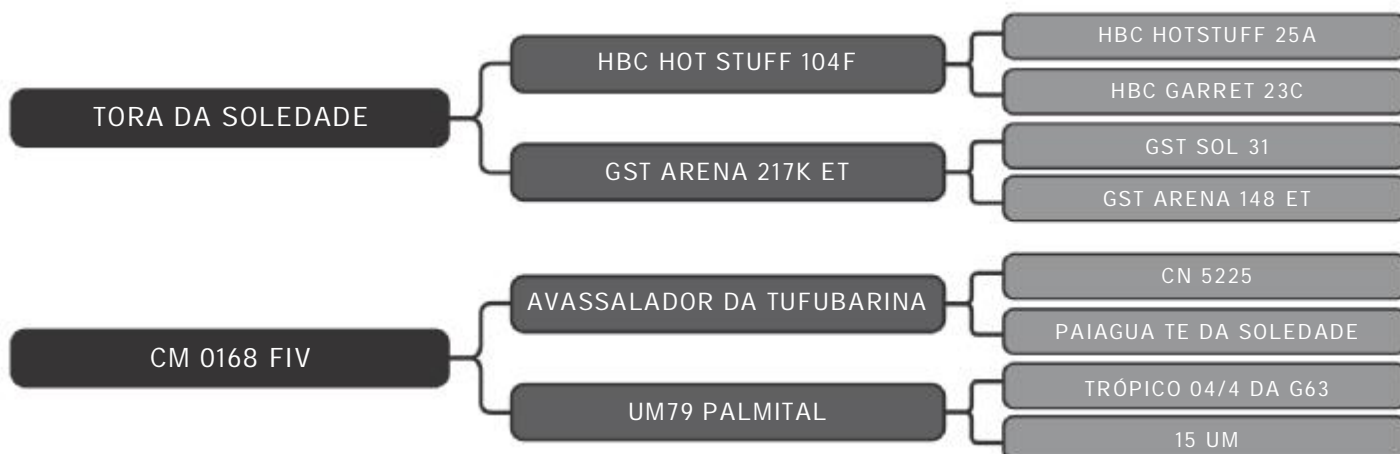 TORA DA SOLEDADE
HBC HOT STUFF 104F
HBC HOTSTUFF 25A
HBC GARRET 23C
GST ARENA 217K ET
GST SOL 31
GST ARENA 148 ET
CM 0168 FIV
AVASSALADOR DA TUFUBARINA
CN 5225
PAIAGUA TE DA SOLEDADE
UM79 PALMITAL
TRÓPICO 04/4 DA G63
15 UM